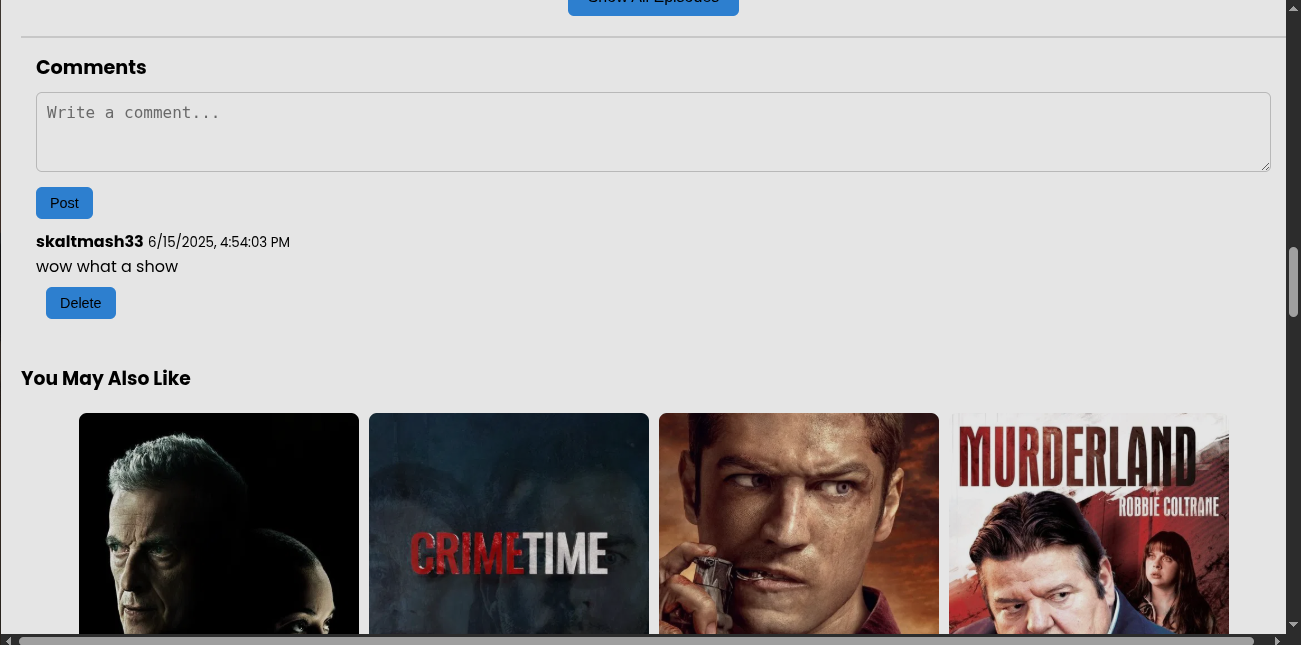 Show All Episodes
Comments
Write a comment...
Post
skaltmash33 6/15/2025, 4:54:03 PM
wow what a show
Delete
You May Also Like
CRIMETIME
MURDERLAND
ROBBIE COLTRANE